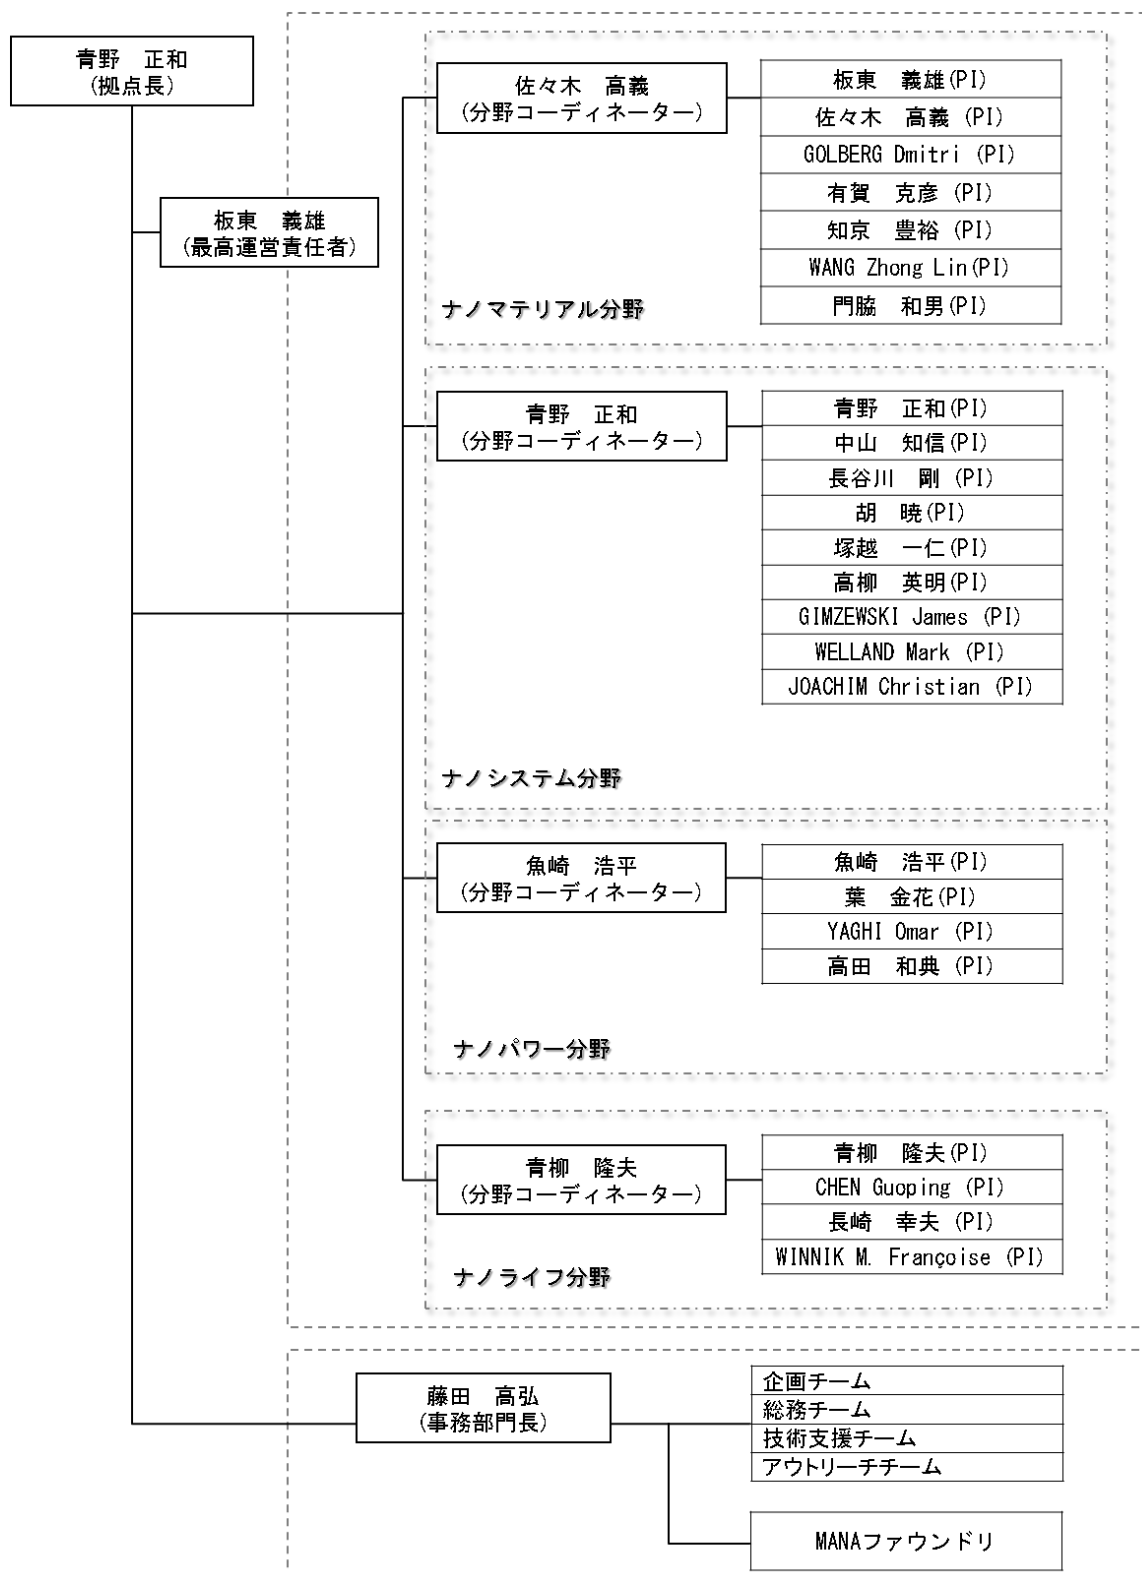 青野　正和
(拠点長)
板東　義雄
(最高運営責任者)
佐々木　高義
(分野コーディネーター)
板東　義雄(PI)
佐々木　高義 (PI)
GOLBERG Dmitri (PI)
有賀　克彦 (PI)
知京　豊裕 (PI)
WANG Zhong Lin(PI)
門脇　和男(PI)
ナノマテリアル分野
青野　正和
(分野コーディネーター)
青野　正和(PI)
中山　知信(PI)
長谷川　剛 (PI)
胡　暁(PI)
塚越　一仁(PI)
高柳　英明(PI)
GIMZEWSKI James (PI)
WELLAND Mark (PI)
JOACHIM Christian (PI)
ナノシステム分野
魚崎　浩平
(分野コーディネーター)
魚崎　浩平(PI)
葉　金花(PI)
YAGHI Omar (PI)
高田　和典 (PI)
ナノパワー分野
青柳　隆夫
(分野コーディネーター)
青柳　隆夫(PI)
CHEN Guoping (PI)
長崎　幸夫 (PI)
WINNIK M. Françoise (PI)
ナノライフ分野
藤田　高弘
(事務部門長)
企画チーム
総務チーム
技術支援チーム
アウトリーチチーム
MANAファウンドリ